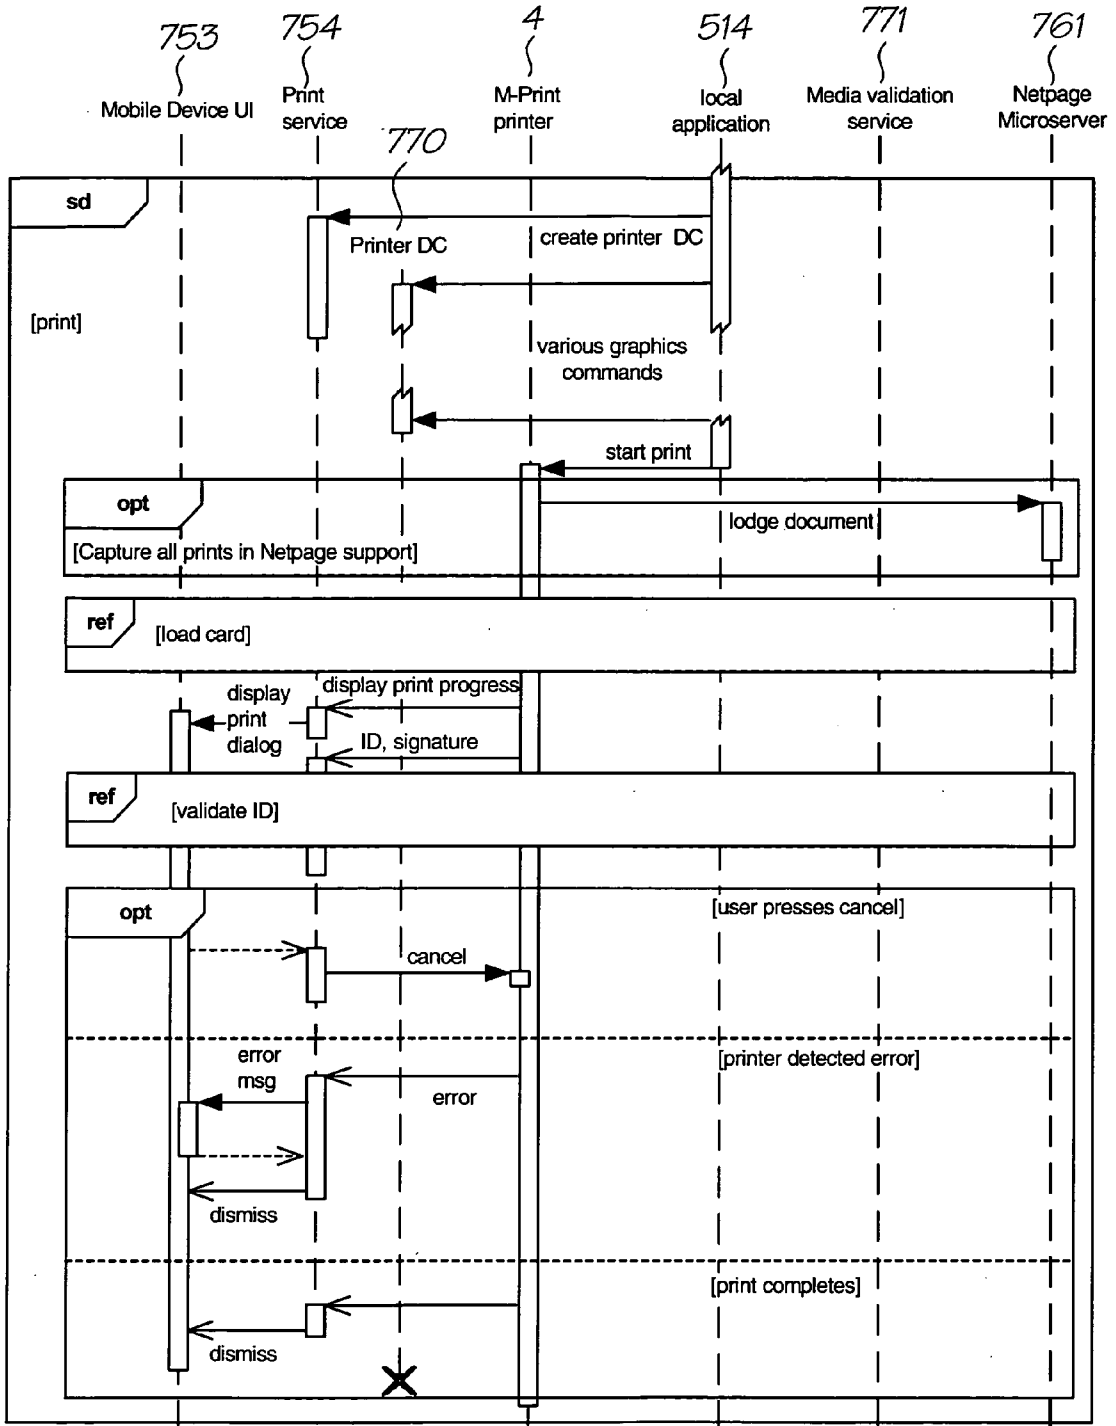 753
754
4
514
771
761
Mobile Device UI
Print
service
M-Print
printer
local
application
Media validation
service
Netpage
Microserver
770
sd
Printer DC
create printer DC
[print]
various graphics
commands
start print
opt
lodge document
[Capture all prints in Netpage support]
ref
[load card]
display print progress
display
print
dialog
ID, signature
ref
[validate ID]
opt
[user presses cancel]
cancel
[printer detected error]
error
msg
error
dismiss
[print completes]
dismiss